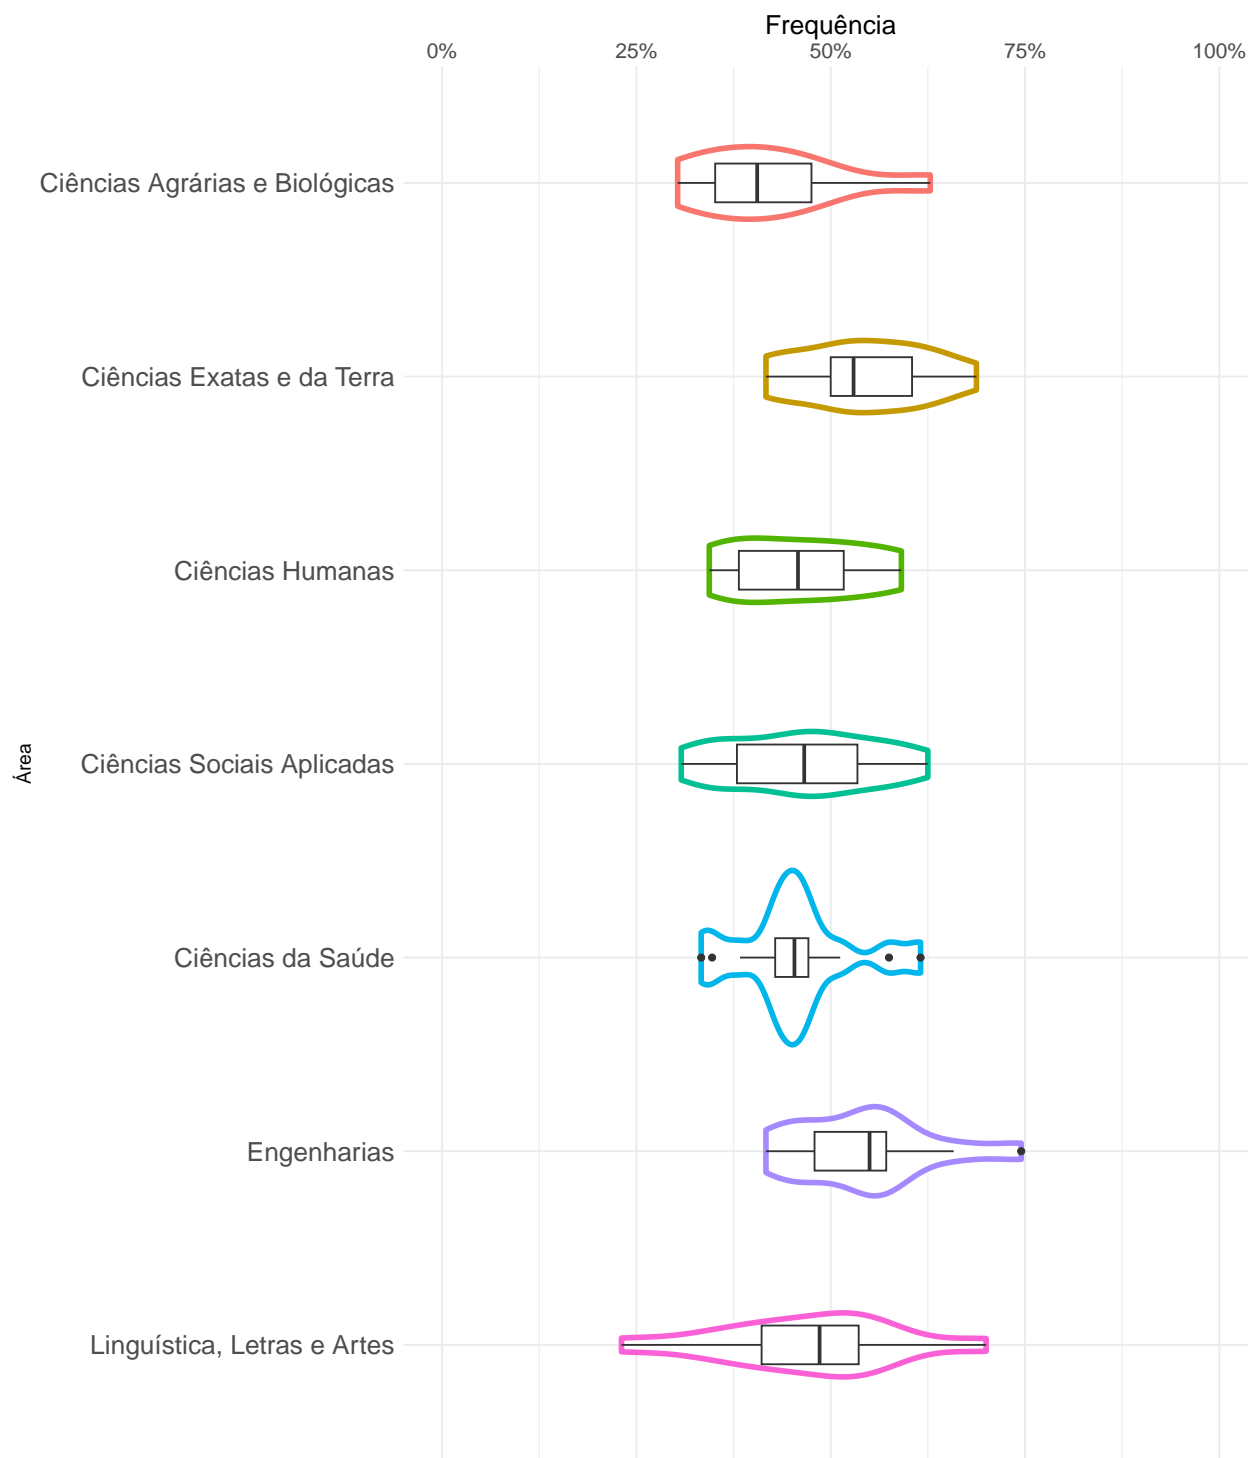 Frequência
0% 25% 50% 75% 100%
Ciências Agrárias e Biológicas
Ciências Exatas e da Terra
Ciências Humanas
Área
Ciências Sociais Aplicadas
Ciências da Saúde
Engenharias
Linguística, Letras e Artes